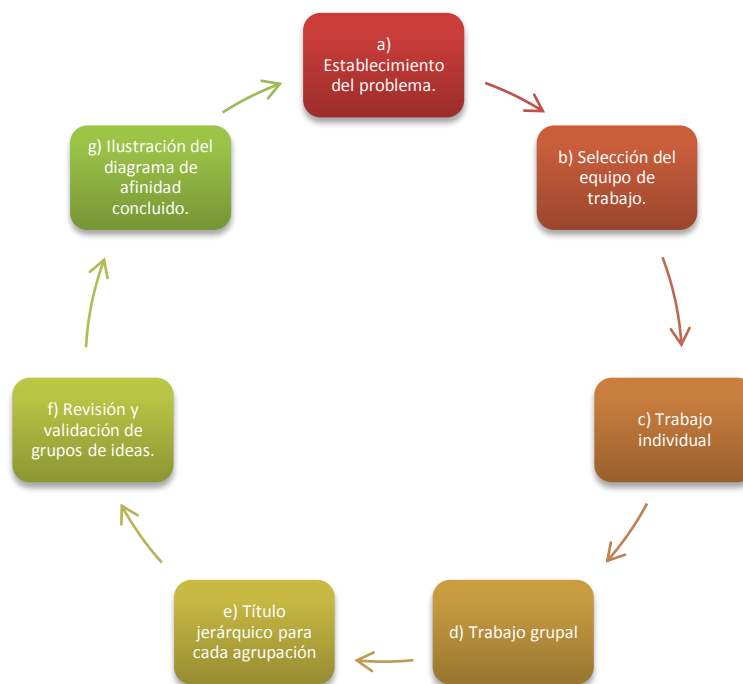 a)
Establecimiento
del problema.
b) Selección del
equipo de
trabajo.
c) Trabajo
individual
d) Trabajo grupal
e) Título
jerárquico para
cada agrupación
f) Revisión y
validación de
grupos de ideas.
g) Ilustración del
diagrama de
afinidad
concluido.